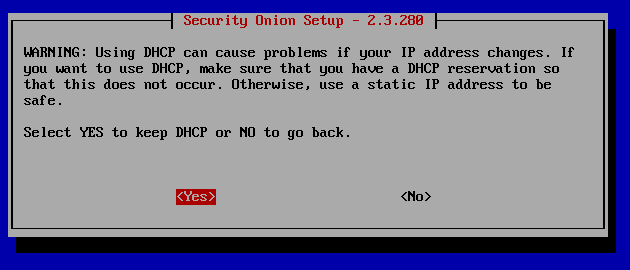 Security Onion Setup - 2.3.280
WARNING: Using DHCP can cause problems if your IP address changes. If
you want to use DHCP, make sure that you have a DHCP reservation so
that this does not occur. Otherwise, use a static IP address to be
safe.
Select YES to keep DHCP or NO to go back.
<Yes> <No>